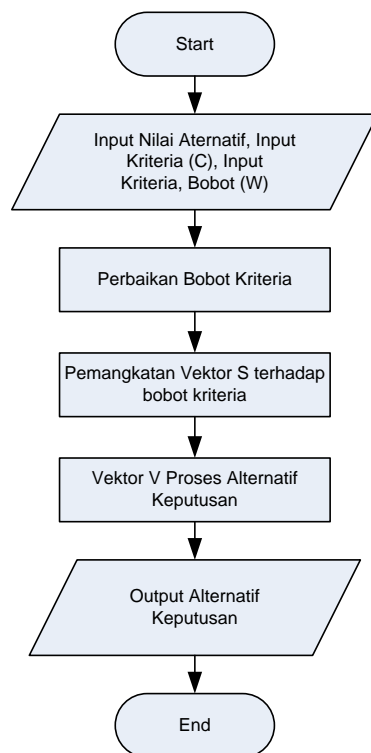 Start
Input Nilai Aternatif, Input
Kriteria (C), Input
Kriteria, Bobot (W)
Perbaikan Bobot Kriteria
Pemangkatan Vektor S terhadap
bobot kriteria
Vektor V Proses Alternatif
Keputusan
Output Alternatif
Keputusan
End